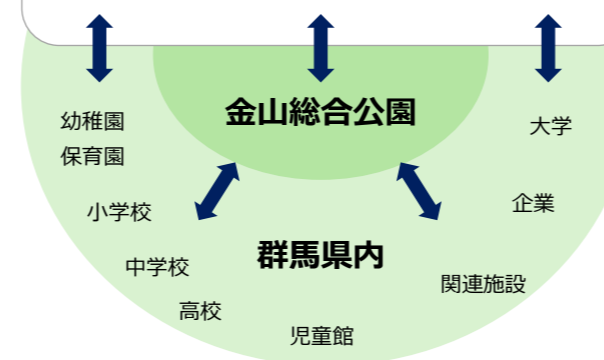 幼稚園
保育園
金山総合公園
大学
小学校
企業
中学校
群馬県内
関連施設
高校
児童館